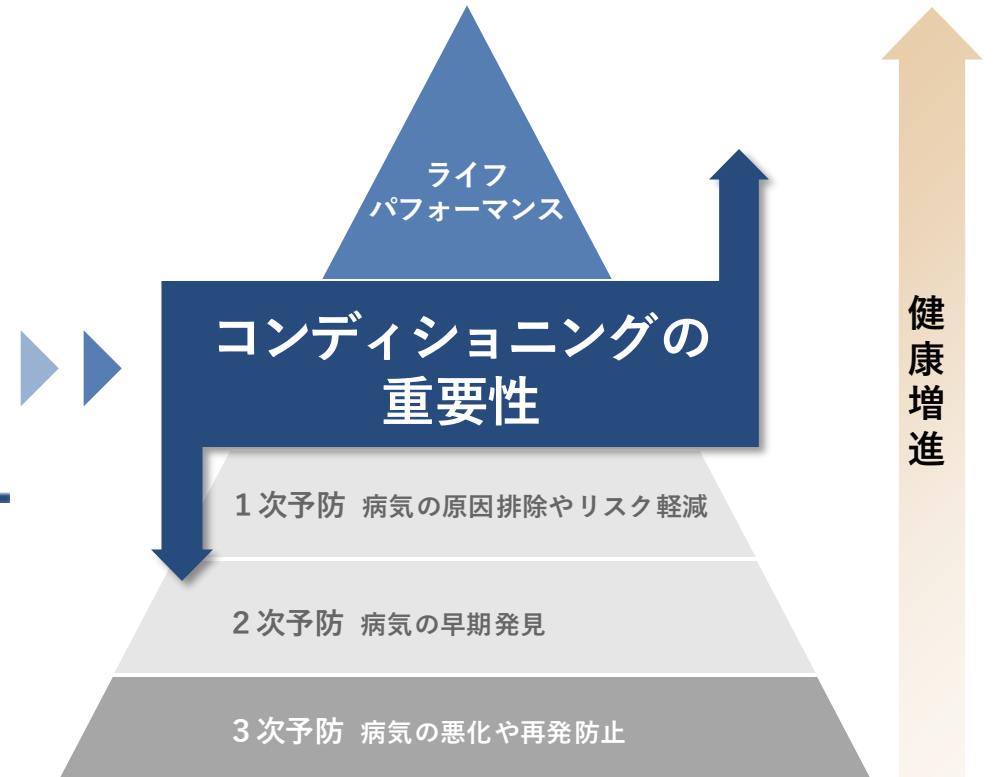 ライフ
パフォーマンス
コンディショニングの
重要性
健康増進
１次予防 病気の原因排除やリスク軽減
２次予防 病気の早期発見
３次予防 病気の悪化や再発防止